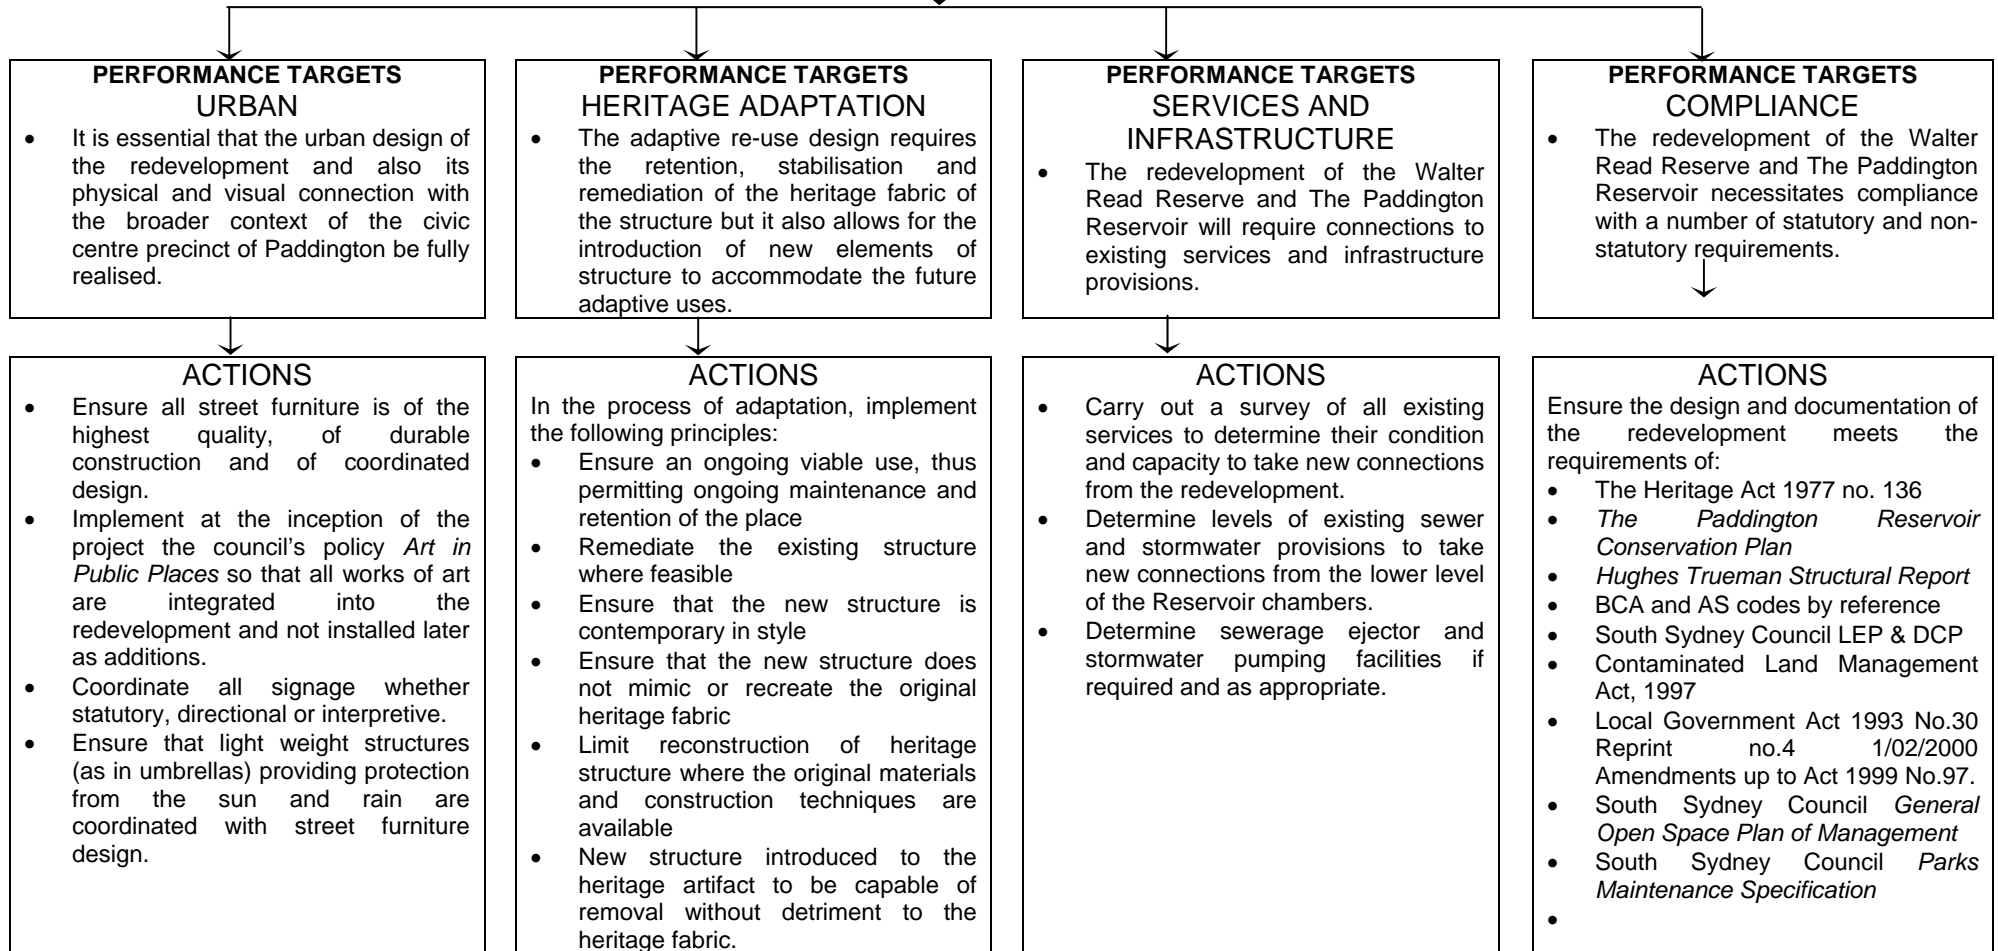 PERFORMANCE TARGETS
URBAN
• It is essential that the urban design of
the redevelopment and also its
physical and visual connection with
the broader context of the civic
centre precinct of Paddington be fully
realised.
PERFORMANCE TARGETS
HERITAGE ADAPTATION
• The adaptive re-use design requires
the retention, stabilisation and
remediation of the heritage fabric of
the structure but it also allows for the
introduction of new elements of
structure to accommodate the future
adaptive uses.
PERFORMANCE TARGETS
SERVICES AND
INFRASTRUCTURE
• The redevelopment of the Walter
Read Reserve and The Paddington
Reservoir will require connections to
existing services and infrastructure
provisions.
PERFORMANCE TARGETS
COMPLIANCE
• The redevelopment of the Walter
Read Reserve and The Paddington
Reservoir necessitates compliance
with a number of statutory and non-
statutory requirements.
ACTIONS
• Ensure all street furniture is of the
highest quality, of durable
construction and of coordinated
design.
• Implement at the inception of the
project the council's policy Art in
Public Places so that all works of art
are integrated into the
redevelopment and not installed later
as additions.
• Coordinate all signage whether
statutory, directional or interpretive.
• Ensure that light weight structures
(as in umbrellas) providing protection
from the sun and rain are
coordinated with street furniture
design.
ACTIONS
In the process of adaptation, implement
the following principles:
• Ensure an ongoing viable use, thus
permitting ongoing maintenance and
retention of the place
• Remediate the existing structure
where feasible
• Ensure that the new structure is
contemporary in style
• Ensure that the new structure does
not mimic or recreate the original
heritage fabric
• Limit reconstruction of heritage
structure where the original materials
and construction techniques are
available
• New structure introduced to the
heritage artifact to be capable of
removal without detriment to the
heritage fabric.
ACTIONS
• Carry out a survey of all existing
services to determine their condition
and capacity to take new connections
from the redevelopment.
• Determine levels of existing sewer
and stormwater provisions to take
new connections from the lower level
of the Reservoir chambers.
• Determine sewerage ejector and
stormwater pumping facilities if
required and as appropriate.
ACTIONS
Ensure the design and documentation of
the redevelopment meets the
requirements of:
• The Heritage Act 1977 no. 136
• The Paddington Reservoir
Conservation Plan
• Hughes Trueman Structural Report
• BCA and AS codes by reference
• South Sydney Council LEP & DCP
• Contaminated Land Management
Act, 1997
• Local Government Act 1993 No.30
Reprint no.4 1/02/2000
Amendments up to Act 1999 No.97.
• South Sydney Council General
Open Space Plan of Management
• South Sydney Council Parks
Maintenance Specification
•